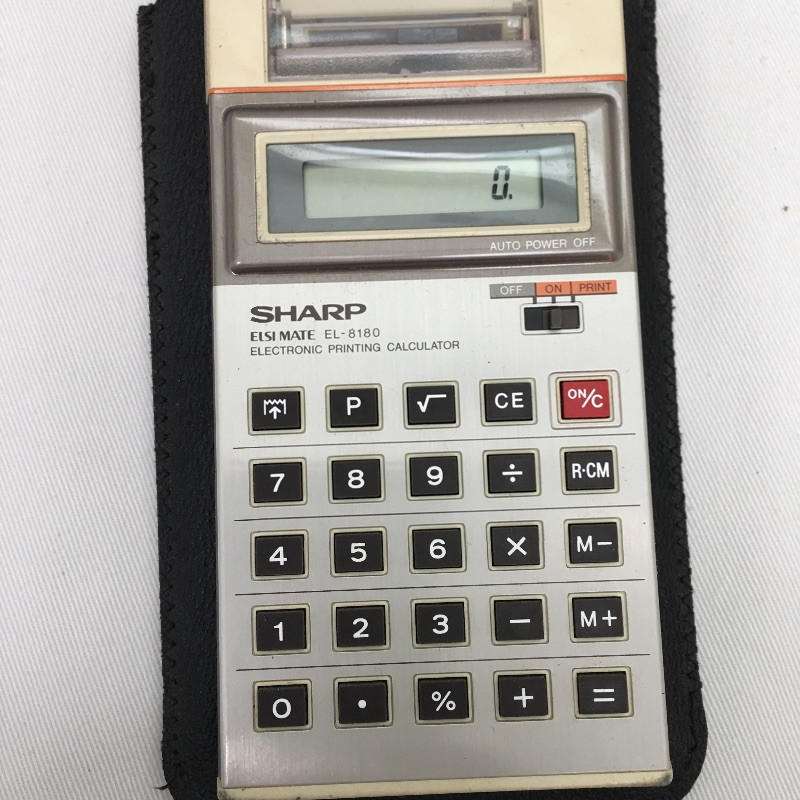 0.
AUTO POWER OFF
OFF ON PRINT
SHARP
ELSI MATE EL-8180
ELECTRONIC PRINTING CALCULATOR
P √ CE ON/C
7 8 9 ÷ R·CM
4 5 6 × M−
1 2 3 − M+
0 • % + =